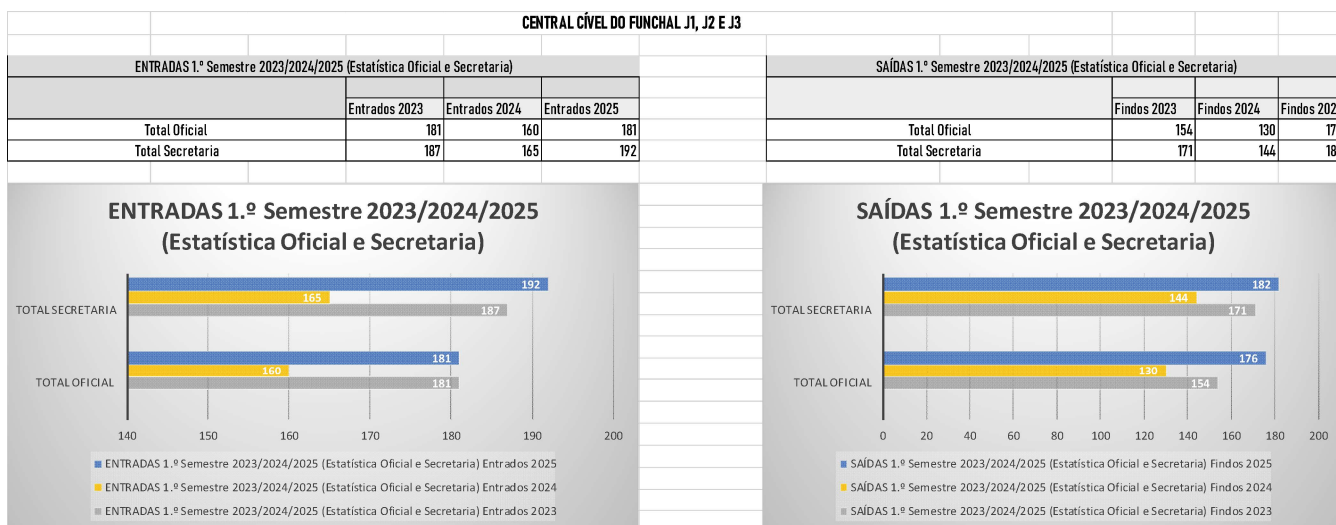 CENTRAL CÍVEL DO FUNCHAL J1, J2 E J3
ENTRADAS 1.º Semestre 2023/2024/2025 (Estatística Oficial e Secretaria)
Entrados 2023 Entrados 2024 Entrados 2025
Total Oficial 181 160 181
Total Secretaria 187 165 192
SAÍDAS 1.º Semestre 2023/2024/2025 (Estatística Oficial e Secretaria)
Findos 2023 Findos 2024 Findos 202
Total Oficial 154 130 17
Total Secretaria 171 144 18
ENTRADAS 1.º Semestre 2023/2024/2025
(Estatística Oficial e Secretaria)
192
165
TOTAL SECRETARIA 187
181
160
TOTAL OFICIAL 181
140 150 160 170 180 190 200
ENTRADAS 1.º Semestre 2023/2024/2025 (Estatística Oficial e Secretaria) Entrados 2025
ENTRADAS 1.º Semestre 2023/2024/2025 (Estatística Oficial e Secretaria) Entrados 2024
ENTRADAS 1.º Semestre 2023/2024/2025 (Estatística Oficial e Secretaria) Entrados 2023
SAÍDAS 1.º Semestre 2023/2024/2025
(Estatística Oficial e Secretaria)
182
144
TOTAL SECRETARIA 171
176
130
TOTAL OFICIAL 154
0 20 40 60 80 100 120 140 160 180 200
SAÍDAS 1.º Semestre 2023/2024/2025 (Estatística Oficial e Secretaria) Findos 2025
SAÍDAS 1.º Semestre 2023/2024/2025 (Estatística Oficial e Secretaria) Findos 2024
SAÍDAS 1.º Semestre 2023/2024/2025 (Estatística Oficial e Secretaria) Findos 2023